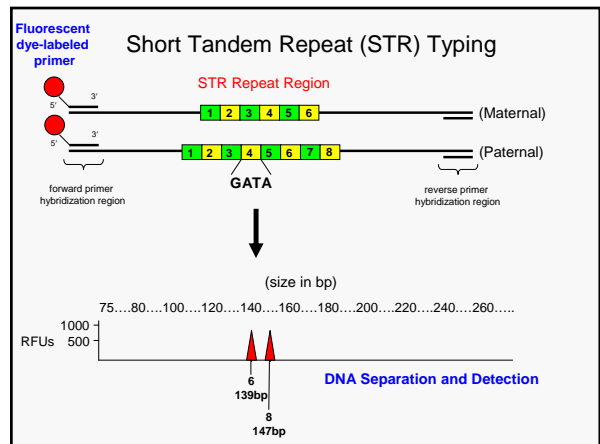 Fluorescent
dye-labeled
primer
Short Tandem Repeat (STR) Typing
STR Repeat Region
5’ 3’
1 2 3 4 5 6
(Maternal)
5’ 3’
1 2 3 4 5 6 7 8
(Paternal)
GATA
forward primer
hybridization region
reverse primer
hybridization region
(size in bp)
75....80....100....120....140....160....180....200....220....240....260.....
1000
RFUs 500
6
139bp
8
147bp
DNA Separation and Detection